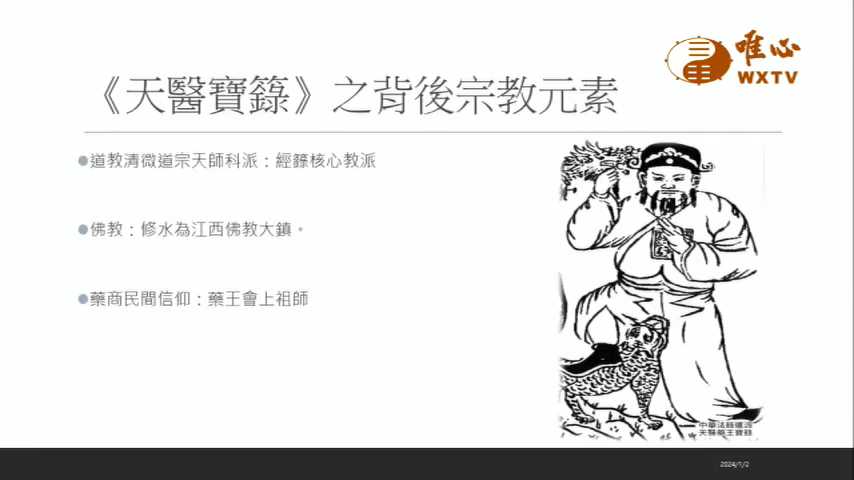 唯心
WXTV
《天醫寶籙》之背後宗教元素
道教清微道宗天師科派：經籙核心教派
佛教：修水為江西佛教大鎮。
藥商民間信仰：藥王會上祖師
中華法籙道派
天醫藥王寶籙
2024/1/2